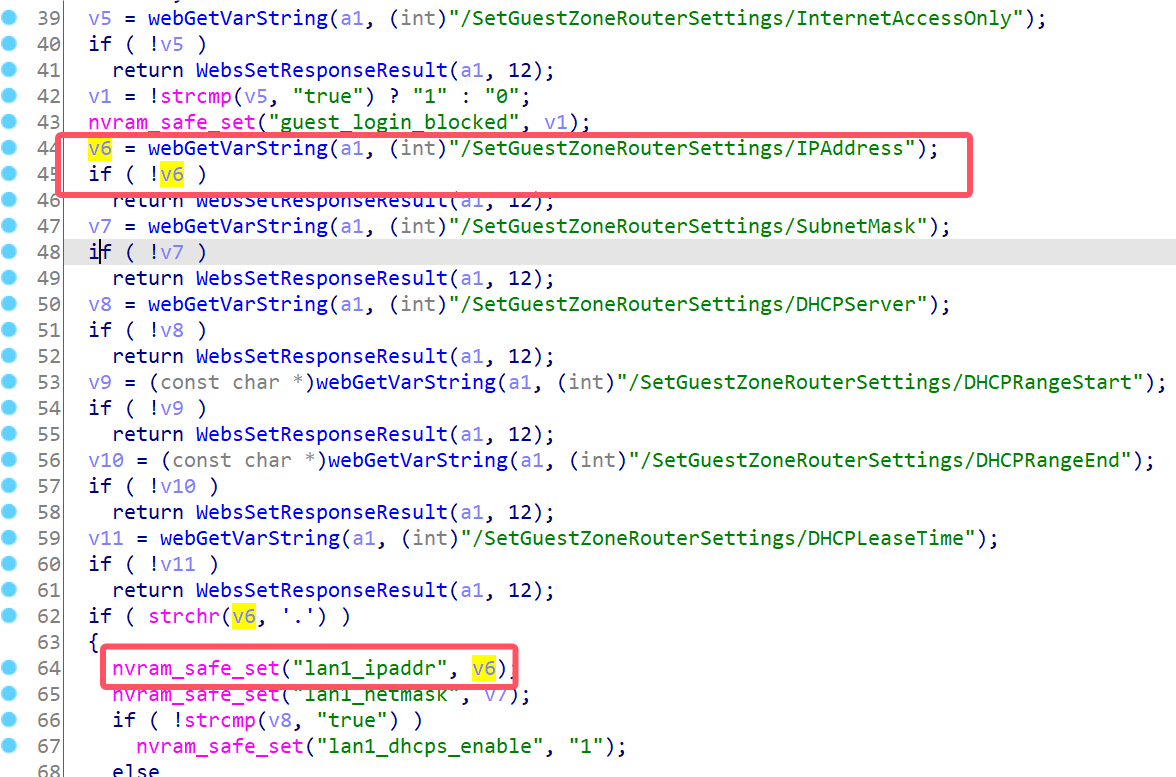 39 v5 = webGetVarString(a1, (int)"/SetGuestZoneRouterSettings/InternetAccessOnly");
40 if ( !v5 )
41 return WebsSetResponseResult(a1, 12);
42 v1 = !strcmp(v5, "true") ? "1" : "0";
43 nvram_safe_set("guest_login_blocked", v1);
44 v6 = webGetVarString(a1, (int)"/SetGuestZoneRouterSettings/IPAddress");
45 if ( !v6 )
46 return WebsSetResponseResult(a1, 12);
47 v7 = webGetVarString(a1, (int)"/SetGuestZoneRouterSettings/SubnetMask");
48 if ( !v7 )
49 return WebsSetResponseResult(a1, 12);
50 v8 = webGetVarString(a1, (int)"/SetGuestZoneRouterSettings/DHCPServer");
51 if ( !v8 )
52 return WebsSetResponseResult(a1, 12);
53 v9 = (const char *)webGetVarString(a1, (int)"/SetGuestZoneRouterSettings/DHCPRangeStart");
54 if ( !v9 )
55 return WebsSetResponseResult(a1, 12);
56 v10 = (const char *)webGetVarString(a1, (int)"/SetGuestZoneRouterSettings/DHCPRangeEnd");
57 if ( !v10 )
58 return WebsSetResponseResult(a1, 12);
59 v11 = webGetVarString(a1, (int)"/SetGuestZoneRouterSettings/DHCPLeaseTime");
60 if ( !v11 )
61 return WebsSetResponseResult(a1, 12);
62 if ( strchr(v6, '.') )
63 {
64 nvram_safe_set("lan1_ipaddr", v6);
65 nvram_safe_set("lan1_netmask", v7);
66 if ( !strcmp(v8, "true") )
67 nvram_safe_set("lan1_dhcps_enable", "1");
68 else